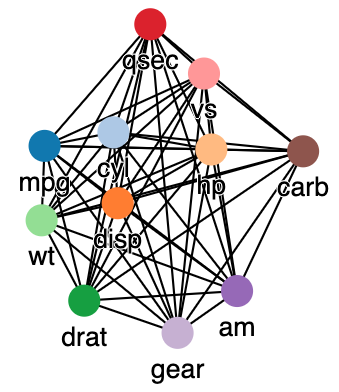 qsec
vs
mpg
cyl
hp
carb
wt
disp
drat
am
gear